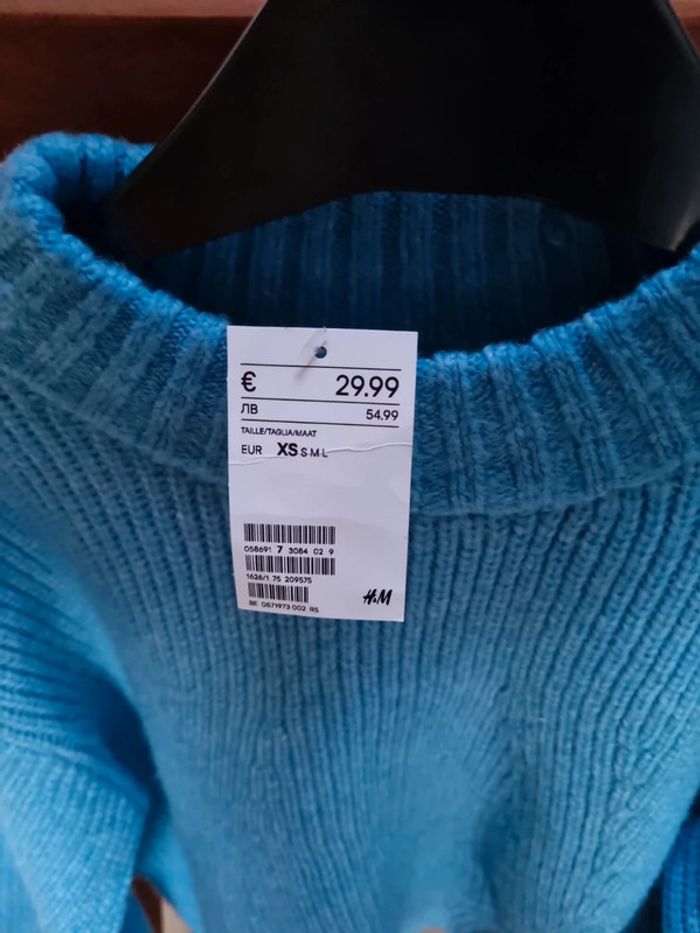 € 29.99
ЛВ 54.99
TAILLE/TAGLIA/MAAT
EUR XS S M L
058691 7 3084 02 9
1626/1 75 209575
BE 0571973 002 R5
H&M